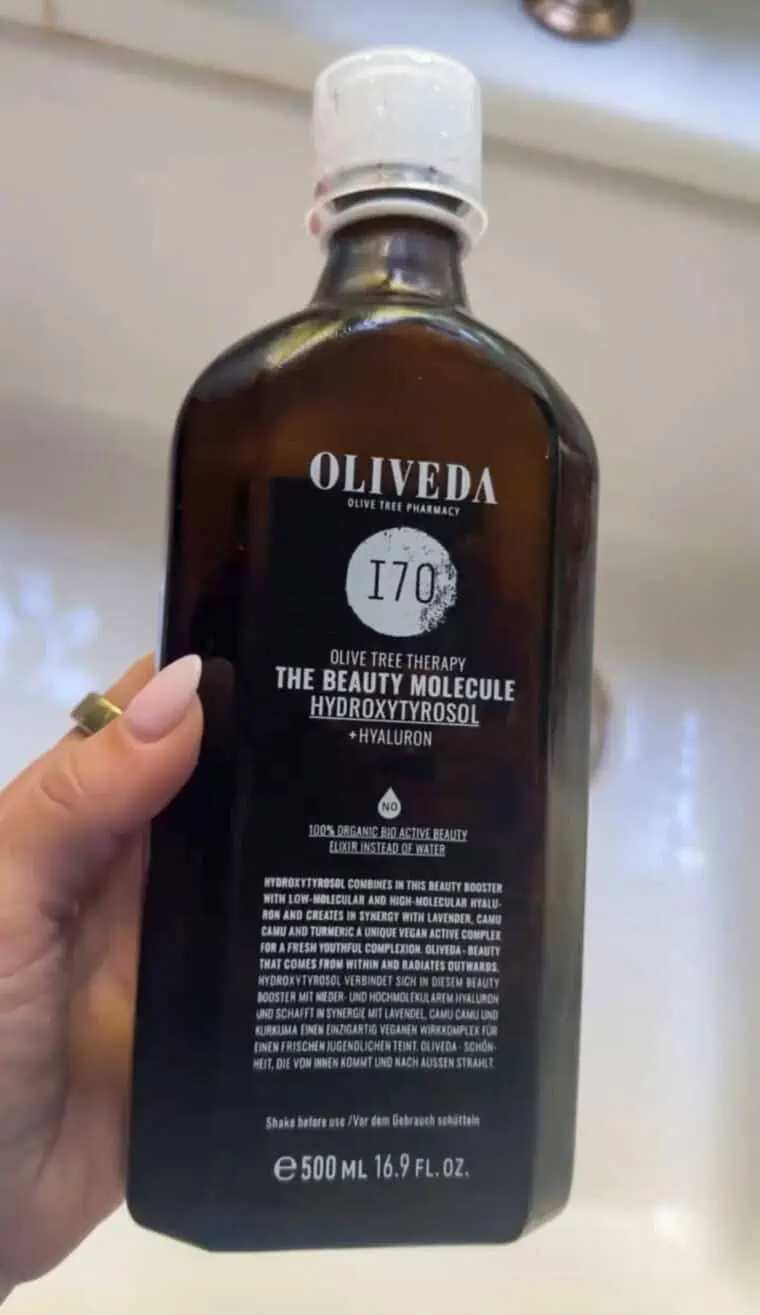 OLIVEDA
OLIVE TREE PHARMACY
I70
OLIVE TREE THERAPY
THE BEAUTY MOLECULE
HYDROXYTYROSOL
+HYALURON
NO
100% ORGANIC BIO ACTIVE BEAUTY
ELIXIR INSTEAD OF WATER
HYDROXYTYROSOL COMBINES IN THIS BEAUTY BOOSTER
WITH LOW-MOLECULAR AND HIGH-MOLECULAR HYALU-
RON AND CREATES IN SYNERGY WITH LAVENDER, CAMU
CAMU AND TURMERIC A UNIQUE VEGAN ACTIVE COMPLEX
FOR A FRESH YOUTHFUL COMPLEXION. OLIVEDA - BEAUTY
THAT COMES FROM WITHIN AND RADIATES OUTWARDS.
HYDROXYTYROSOL VERBINDET SICH IN DIESEM BEAUTY
BOOSTER MIT NIEDER- UND HOCHMOLEKULAREM HYALURON
UND SCHAFFT IN SYNERGIE MIT LAVENDEL, CAMU CAMU UND
KURKUMA EINEN EINZIGARTIG VEGANEN WIRKKOMPLEX FÜR
EINEN FRISCHEN JUGENDLICHEN TEINT. OLIVEDA - SCHÖN-
HEIT, DIE VON INNEN KOMMT UND NACH AUSSEN STRAHLT.
Shake before use /Vor dem Gebrauch schütteln
℮500 ML 16.9 FL. OZ.